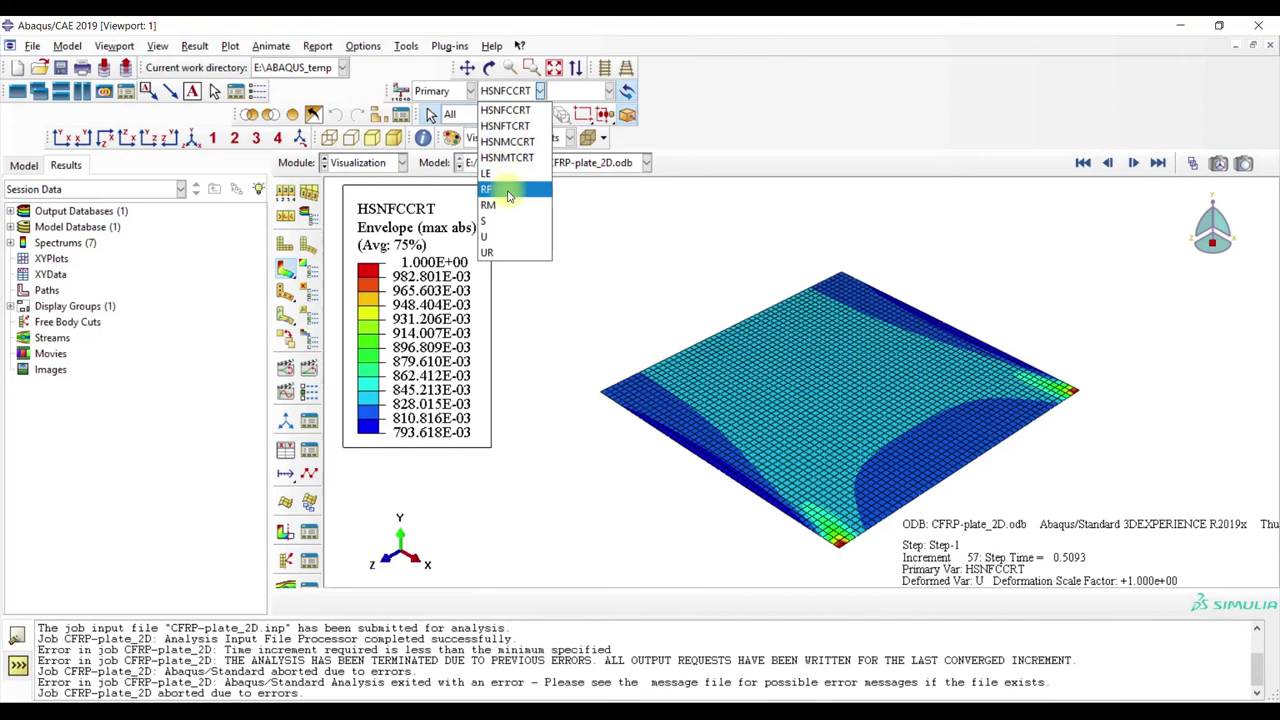 Abaqus/CAE 2019 [Viewport: 1]
File Model Viewport View Result Plot Animate Report Options Tools Plug-ins Help
Current work directory: E:\ABAQUS_temp
Primary HSNFCCRT
All
1 2 3 4
Model Results
Module: Visualization Model: E:/ CFRP-plate_2D.odb
Session Data
Output Databases (1)
Model Database (1)
Spectrums (7)
XYPlots
XYData
Paths
Display Groups (1)
Free Body Cuts
Streams
Movies
Images
HSNFCCRT
HSNFTCRT
HSNMCCRT
HSNMTCRT
LE
RF
RM
S
U
UR
HSNFCCRT
Envelope (max abs)
(Avg: 75%)
1.000E+00
982.801E-03
965.603E-03
948.404E-03
931.206E-03
914.007E-03
896.809E-03
879.610E-03
862.412E-03
845.213E-03
828.015E-03
810.816E-03
793.618E-03
Y
Z X
ODB: CFRP-plate_2D.odb Abaqus/Standard 3DEXPERIENCE R2019x Thu
Step: Step-1
Increment 57: Step Time = 0.5093
Primary Var: HSNFCCRT
Deformed Var: U Deformation Scale Factor: +1.000e+00
SIMULIA
The job input file "CFRP-plate_2D.inp" has been submitted for analysis.
Job CFRP-plate_2D: Analysis Input File Processor completed successfully.
Error in job CFRP-plate_2D: Time increment required is less than the minimum specified
Error in job CFRP-plate_2D: THE ANALYSIS HAS BEEN TERMINATED DUE TO PREVIOUS ERRORS. ALL OUTPUT REQUESTS HAVE BEEN WRITTEN FOR THE LAST CONVERGED INCREMENT.
Job CFRP-plate_2D: Abaqus/Standard aborted due to errors.
Error in job CFRP-plate_2D: Abaqus/Standard Analysis exited with an error - Please see the message file for possible error messages if the file exists.
Job CFRP-plate_2D aborted due to errors.